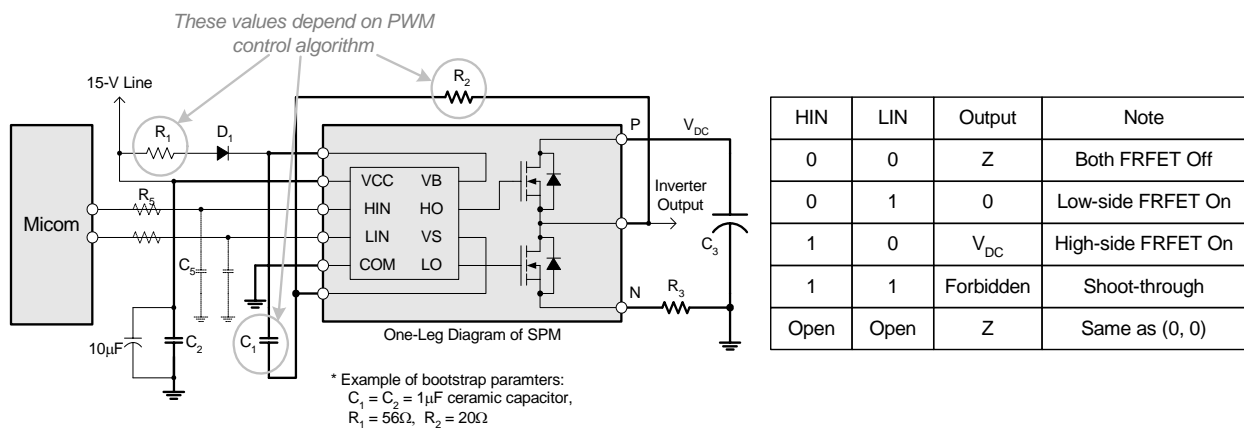 These values depend on PWM
control algorithm
R2
15-V Line
R1
D1
P
VDC
VCC
VB
R5
HIN
HO
Inverter
Output
Micom
LIN
VS
C5
COM
LO
C3
N
R3
One-Leg Diagram of SPM
10μF
C2
C1
* Example of bootstrap paramters:
C1 = C2 = 1μF ceramic capacitor,
R1 = 56Ω, R2 = 20Ω
HIN LIN Output Note
0 0 Z Both FRFET Off
0 1 0 Low-side FRFET On
1 0 VDC High-side FRFET On
1 1 Forbidden Shoot-through
Open Open Z Same as (0, 0)